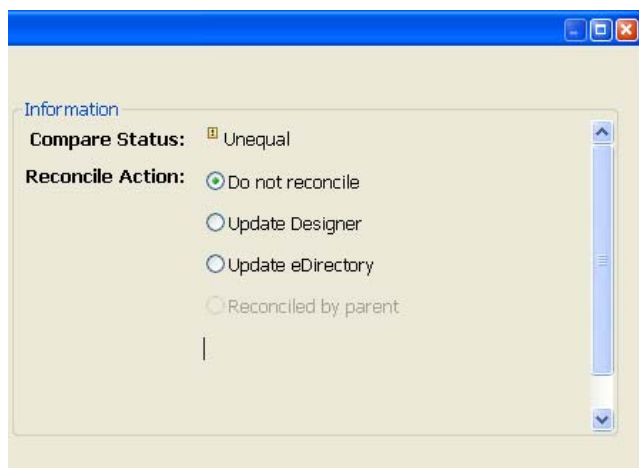 Information
Compare Status: Unequal
Reconcile Action: Do not reconcile
Update Designer
Update eDirectory
Reconciled by parent